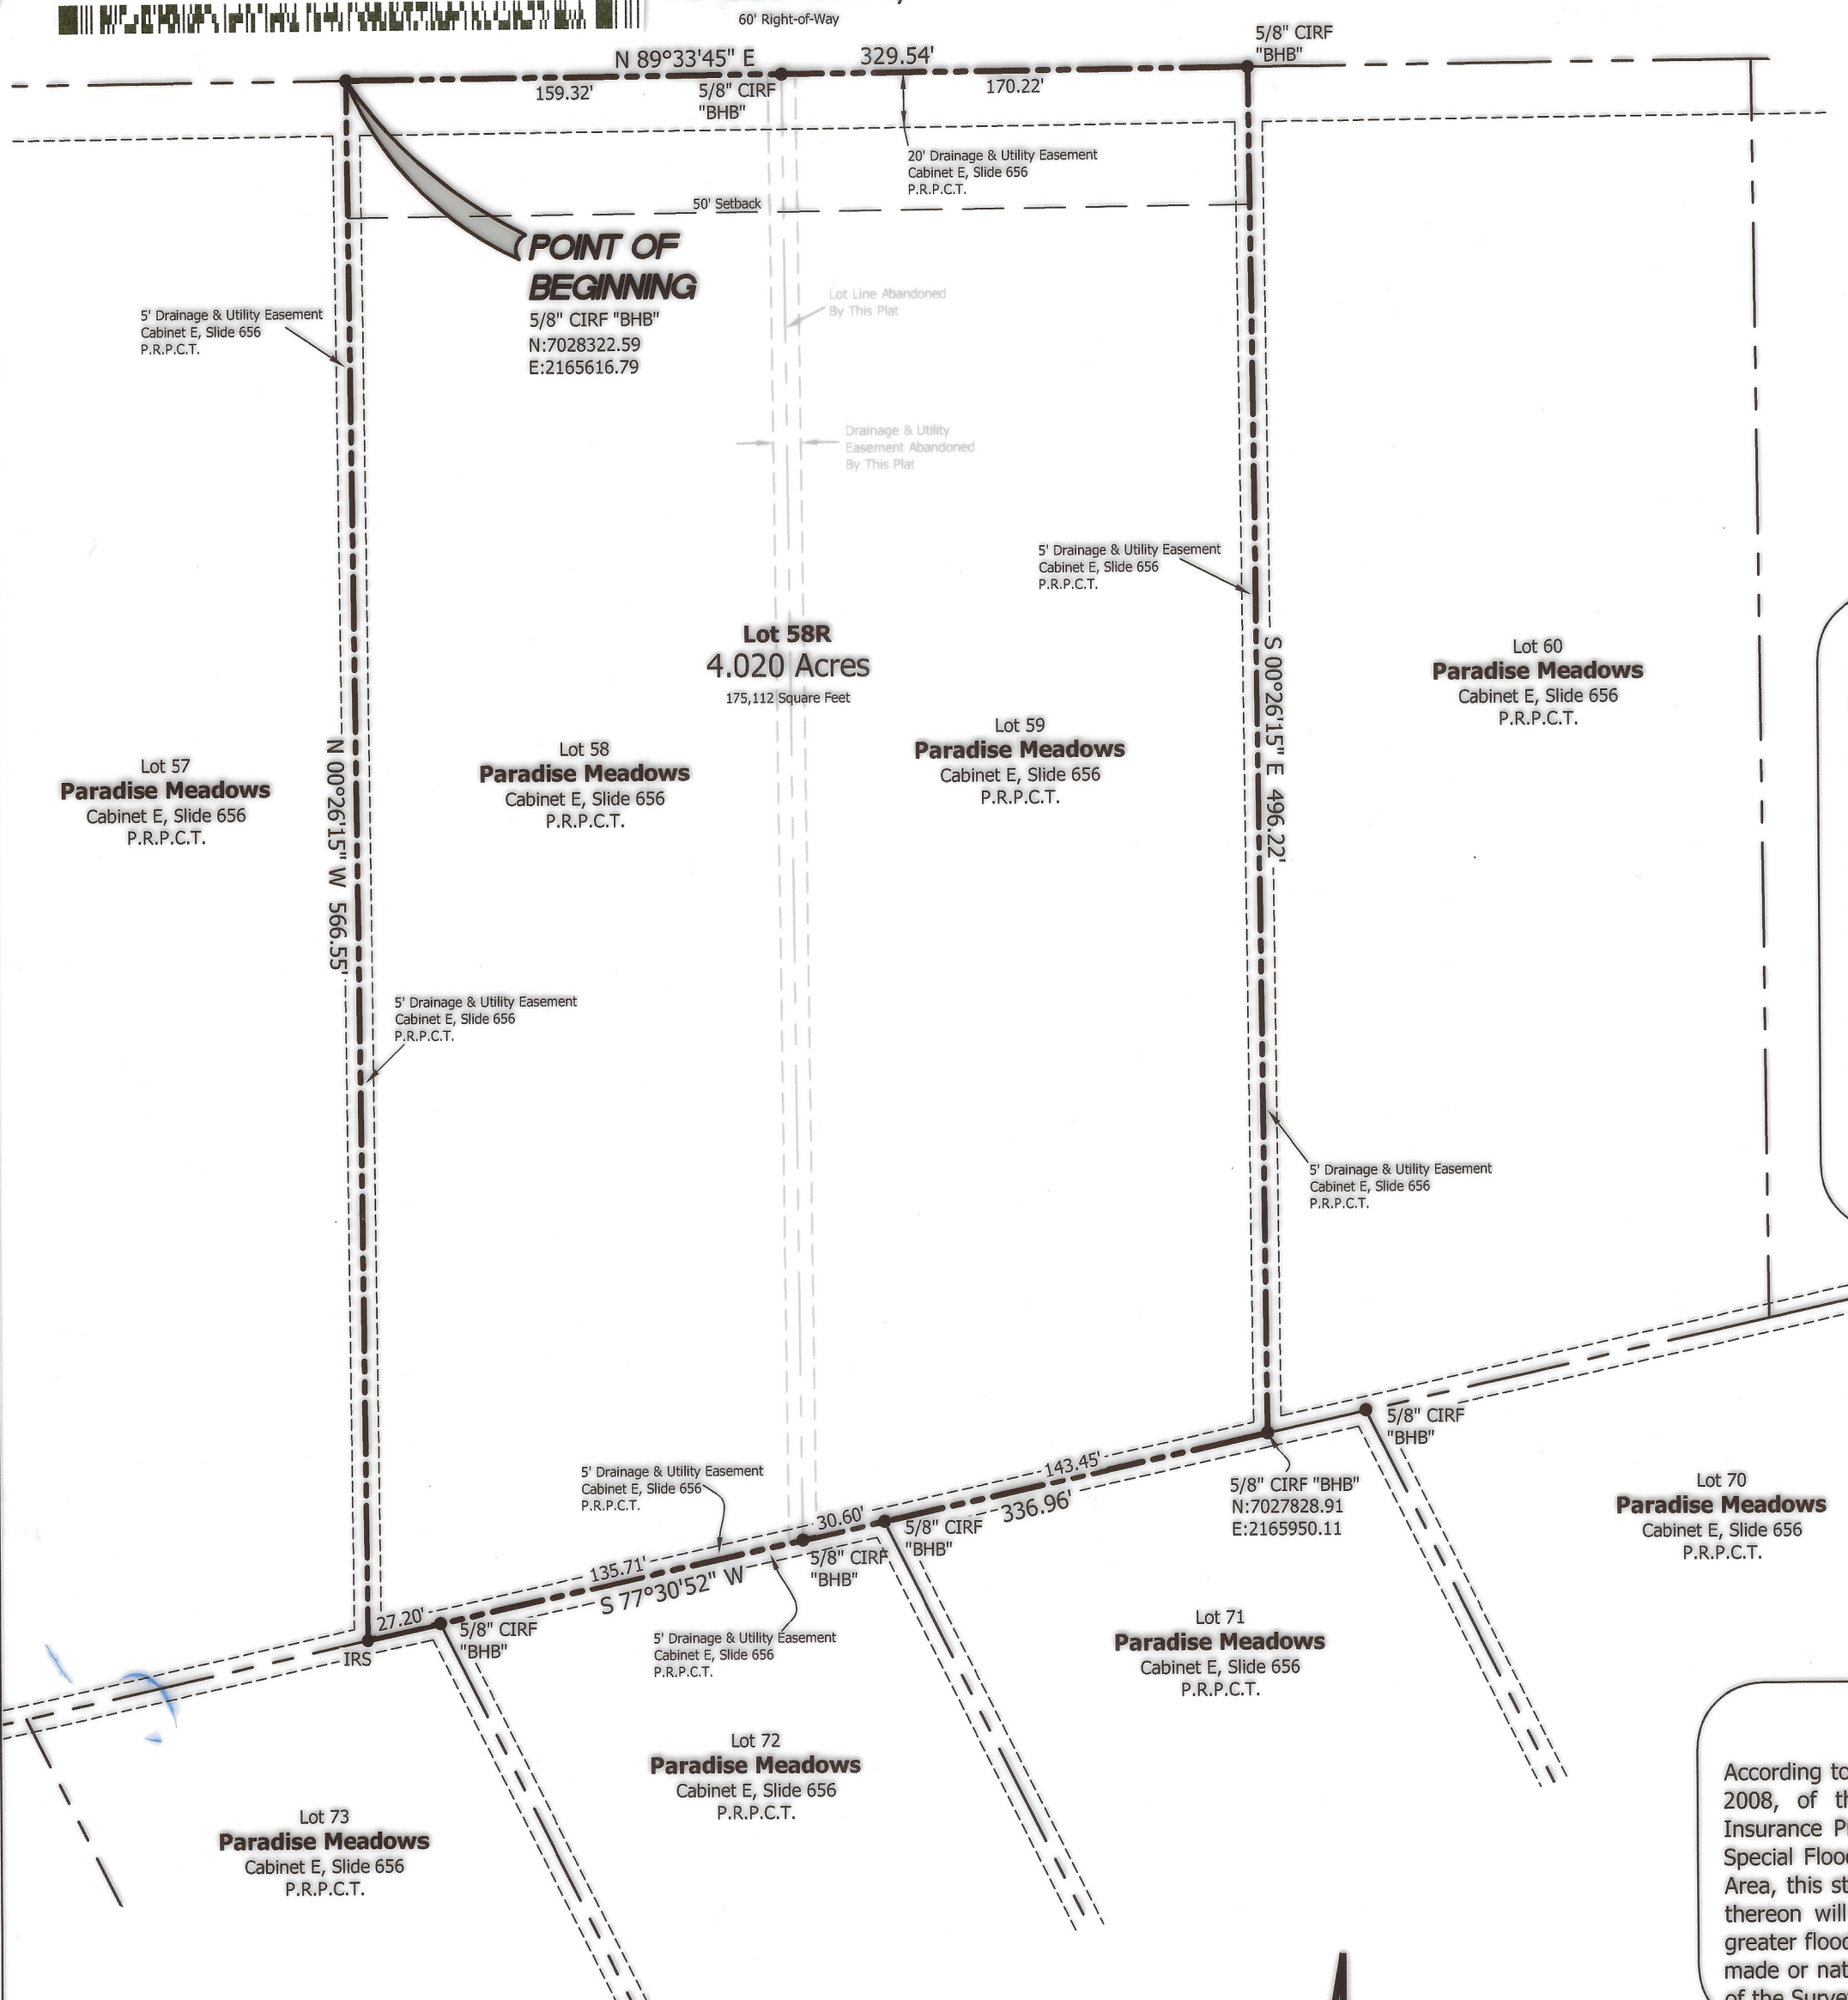 60' Right-of-Way
5/8" CIRF
"BHB"
N 89°33'45" E
329.54'
159.32'
5/8" CIRF
"BHB"
170.22'
20' Drainage & Utility Easement
Cabinet E, Slide 656
P.R.P.C.T.
50' Setback
POINT OF
BEGINNING
5/8" CIRF "BHB"
N:7028322.59
E:2165616.79
Lot Line Abandoned
By This Plat
5' Drainage & Utility Easement
Cabinet E, Slide 656
P.R.P.C.T.
Drainage & Utility
Easement Abandoned
By This Plat
5' Drainage & Utility Easement
Cabinet E, Slide 656
P.R.P.C.T.
Lot 58R
4.020 Acres
175,112 Square Feet
S 00°26'15" E 496.22'
Lot 60
Paradise Meadows
Cabinet E, Slide 656
P.R.P.C.T.
Lot 59
Paradise Meadows
Cabinet E, Slide 656
P.R.P.C.T.
Lot 58
Paradise Meadows
Cabinet E, Slide 656
P.R.P.C.T.
Lot 57
Paradise Meadows
Cabinet E, Slide 656
P.R.P.C.T.
N 00°26'15" W 566.55'
5' Drainage & Utility Easement
Cabinet E, Slide 656
P.R.P.C.T.
5' Drainage & Utility Easement
Cabinet E, Slide 656
P.R.P.C.T.
5/8" CIRF
"BHB"
5' Drainage & Utility Easement
Cabinet E, Slide 656
P.R.P.C.T.
143.45'
336.96'
5/8" CIRF "BHB"
N:7027828.91
E:2165950.11
Lot 70
Paradise Meadows
Cabinet E, Slide 656
P.R.P.C.T.
30.60'
5/8" CIRF
"BHB"
5/8" CIRF
"BHB"
135.71'
S 77°30'52" W
27.20'
5/8" CIRF
"BHB"
IRS
5' Drainage & Utility Easement
Cabinet E, Slide 656
P.R.P.C.T.
Lot 71
Paradise Meadows
Cabinet E, Slide 656
P.R.P.C.T.
Lot 72
Paradise Meadows
Cabinet E, Slide 656
P.R.P.C.T.
Lot 73
Paradise Meadows
Cabinet E, Slide 656
P.R.P.C.T.
According to
2008, of
Insurance
Special
Area, this
thereon will
greater
made or
of the